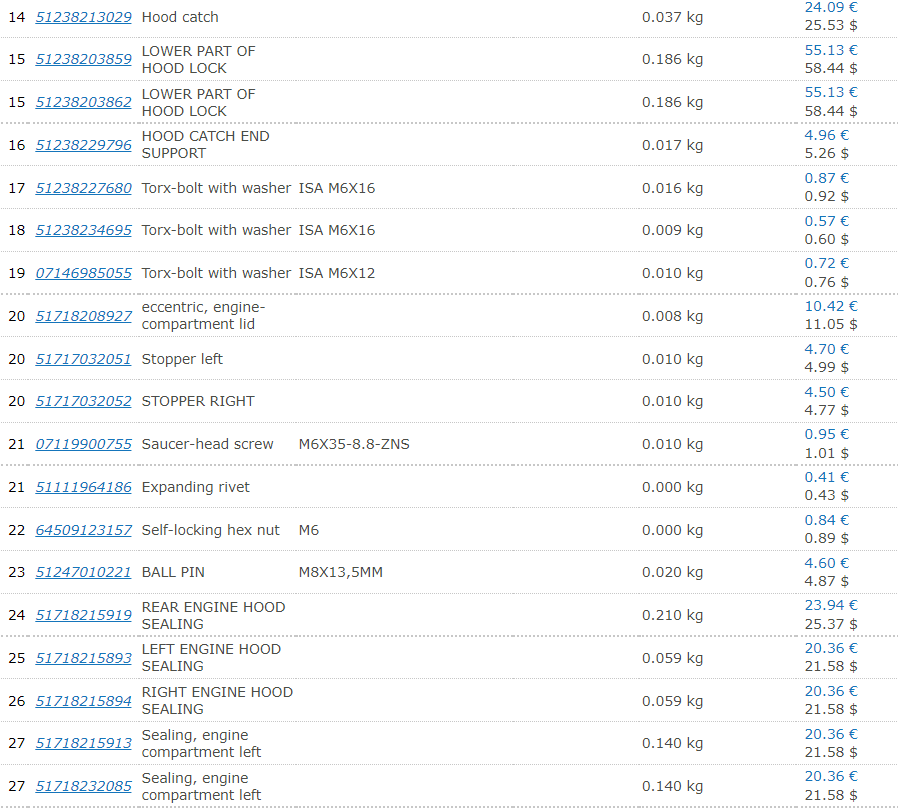 24.09 €
14 51238213029 Hood catch 0.037 kg
25.53 $
LOWER PART OF 55.13 €
15 51238203859 0.186 kg
HOOD LOCK 58.44 $
LOWER PART OF 55.13 €
15 51238203862 0.186 kg
HOOD LOCK 58.44 $
HOOD CATCH END 4.96 €
16 51238229796 0.017 kg
SUPPORT 5.26 $
0.87 €
17 51238227680 Torx-bolt with washer ISA M6X16 0.016 kg
0.92 $
0.57 €
18 51238234695 Torx-bolt with washer ISA M6X16 0.009 kg
0.60 $
0.72 €
19 07146985055 Torx-bolt with washer ISA M6X12 0.010 kg
0.76 $
eccentric, engine- 10.42 €
20 51718208927 0.008 kg
compartment lid 11.05 $
4.70 €
20 51717032051 Stopper left 0.010 kg
4.99 $
4.50 €
20 51717032052 STOPPER RIGHT 0.010 kg
4.77 $
0.95 €
21 07119900755 Saucer-head screw M6X35-8.8-ZNS 0.010 kg
1.01 $
0.41 €
21 51111964186 Expanding rivet 0.000 kg
0.43 $
0.84 €
22 64509123157 Self-locking hex nut M6 0.000 kg
0.89 $
4.60 €
23 51247010221 BALL PIN M8X13,5MM 0.020 kg
4.87 $
REAR ENGINE HOOD 23.94 €
24 51718215919 0.210 kg
SEALING 25.37 $
LEFT ENGINE HOOD 20.36 €
25 51718215893 0.059 kg
SEALING 21.58 $
RIGHT ENGINE HOOD 20.36 €
26 51718215894 0.059 kg
SEALING 21.58 $
Sealing, engine 20.36 €
27 51718215913 0.140 kg
compartment left 21.58 $
Sealing, engine 20.36 €
27 51718232085 0.140 kg
compartment left 21.58 $